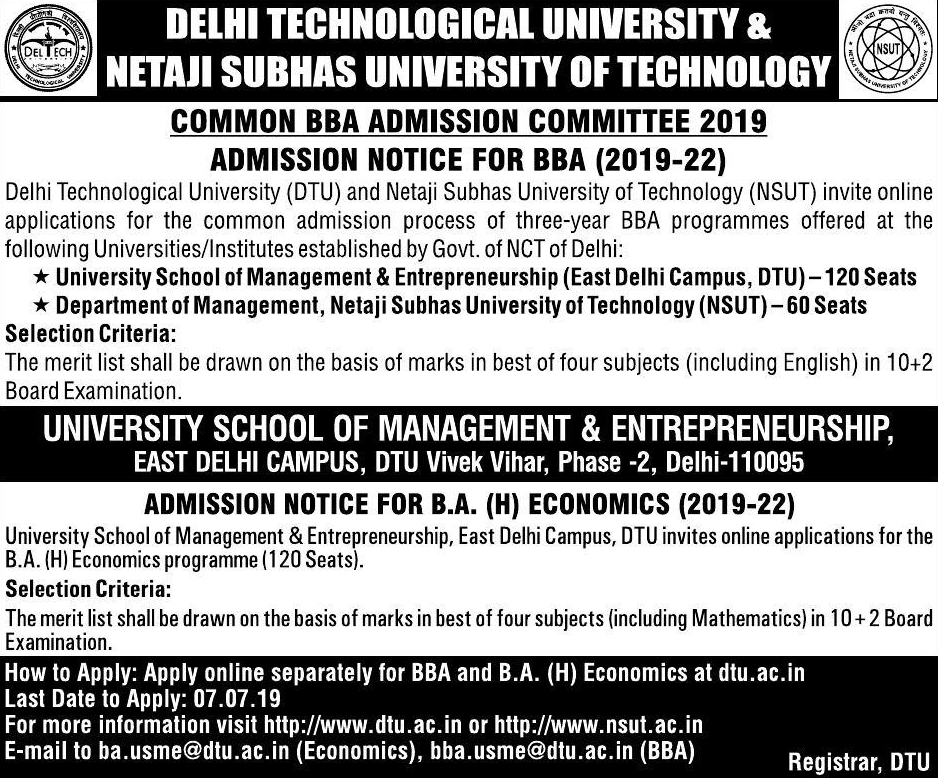 DELHI TECHNOLOGICAL UNIVERSITY &
NETAJI SUBHAS UNIVERSITY OF TECHNOLOGY
DELTECH
NSUT
NETAJI SUBHAS UNIVERSITY OF TECHNOLOGY
COMMON BBA ADMISSION COMMITTEE 2019
ADMISSION NOTICE FOR BBA (2019-22)
Delhi Technological University (DTU) and Netaji Subhas University of Technology (NSUT) invite online
applications for the common admission process of three-year BBA programmes offered at the
following Universities/Institutes established by Govt. of NCT of Delhi:
★ University School of Management & Entrepreneurship (East Delhi Campus, DTU) – 120 Seats
★ Department of Management, Netaji Subhas University of Technology (NSUT) – 60 Seats
Selection Criteria:
The merit list shall be drawn on the basis of marks in best of four subjects (including English) in 10+2
Board Examination.
UNIVERSITY SCHOOL OF MANAGEMENT & ENTREPRENEURSHIP,
EAST DELHI CAMPUS, DTU Vivek Vihar, Phase -2, Delhi-110095
ADMISSION NOTICE FOR B.A. (H) ECONOMICS (2019-22)
University School of Management & Entrepreneurship, East Delhi Campus, DTU invites online applications for the
B.A. (H) Economics programme (120 Seats).
Selection Criteria:
The merit list shall be drawn on the basis of marks in best of four subjects (including Mathematics) in 10 + 2 Board
Examination.
How to Apply: Apply online separately for BBA and B.A. (H) Economics at dtu.ac.in
Last Date to Apply: 07.07.19
For more information visit http://www.dtu.ac.in or http://www.nsut.ac.in
E-mail to ba.usme@dtu.ac.in (Economics), bba.usme@dtu.ac.in (BBA)
Registrar, DTU